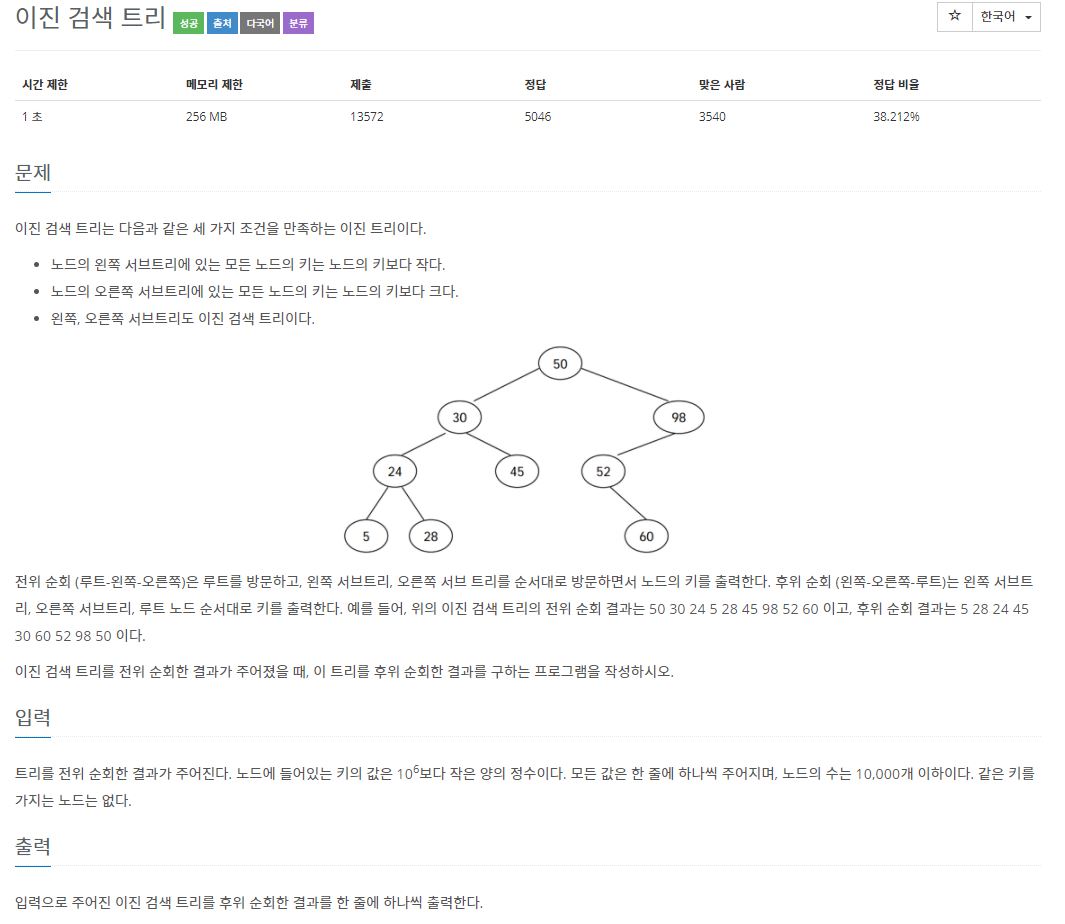 이진 검색 트리 성공 출처 다국어 분류 ☆ 한국어
시간 제한 메모리 제한 제출 정답 맞은 사람 정답 비율
1 초 256 MB 13572 5046 3540 38.212%
문제
이진 검색 트리는 다음과 같은 세 가지 조건을 만족하는 이진 트리이다.
• 노드의 왼쪽 서브트리에 있는 모든 노드의 키는 노드의 키보다 작다.
• 노드의 오른쪽 서브트리에 있는 모든 노드의 키는 노드의 키보다 크다.
• 왼쪽, 오른쪽 서브트리도 이진 검색 트리이다.
50
30 98
24 45 52
5 28 60
전위 순회 (루트-왼쪽-오른쪽)은 루트를 방문하고, 왼쪽 서브트리, 오른쪽 서브 트리를 순서대로 방문하면서 노드의 키를 출력한다. 후위 순회 (왼쪽-오른쪽-루트)는 왼쪽 서브트
리, 오른쪽 서브트리, 루트 노드 순서대로 키를 출력한다. 예를 들어, 위의 이진 검색 트리의 전위 순회 결과는 50 30 24 5 28 45 98 52 60 이고, 후위 순회 결과는 5 28 24 45
30 60 52 98 50 이다.
이진 검색 트리를 전위 순회한 결과가 주어졌을 때, 이 트리를 후위 순회한 결과를 구하는 프로그램을 작성하시오.
입력
트리를 전위 순회한 결과가 주어진다. 노드에 들어있는 키의 값은 10⁶보다 작은 양의 정수이다. 모든 값은 한 줄에 하나씩 주어지며, 노드의 수는 10,000개 이하이다. 같은 키를
가지는 노드는 없다.
출력
입력으로 주어진 이진 검색 트리를 후위 순회한 결과를 한 줄에 하나씩 출력한다.